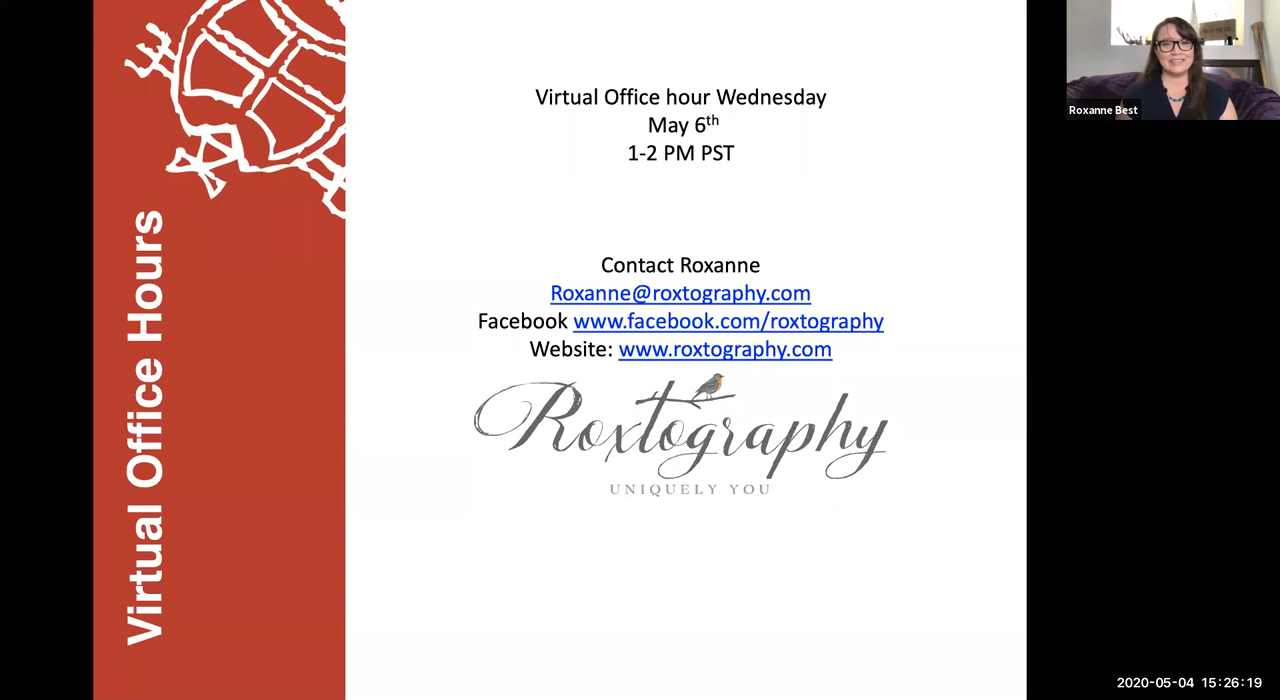 Virtual Office Hours
Virtual Office hour Wednesday
May 6th
1-2 PM PST
Contact Roxanne
Roxanne@roxtography.com
Facebook www.facebook.com/roxtography
Website: www.roxtography.com
Roxtography
UNIQUELY YOU
Roxanne Best
2020-05-04 15:26:19